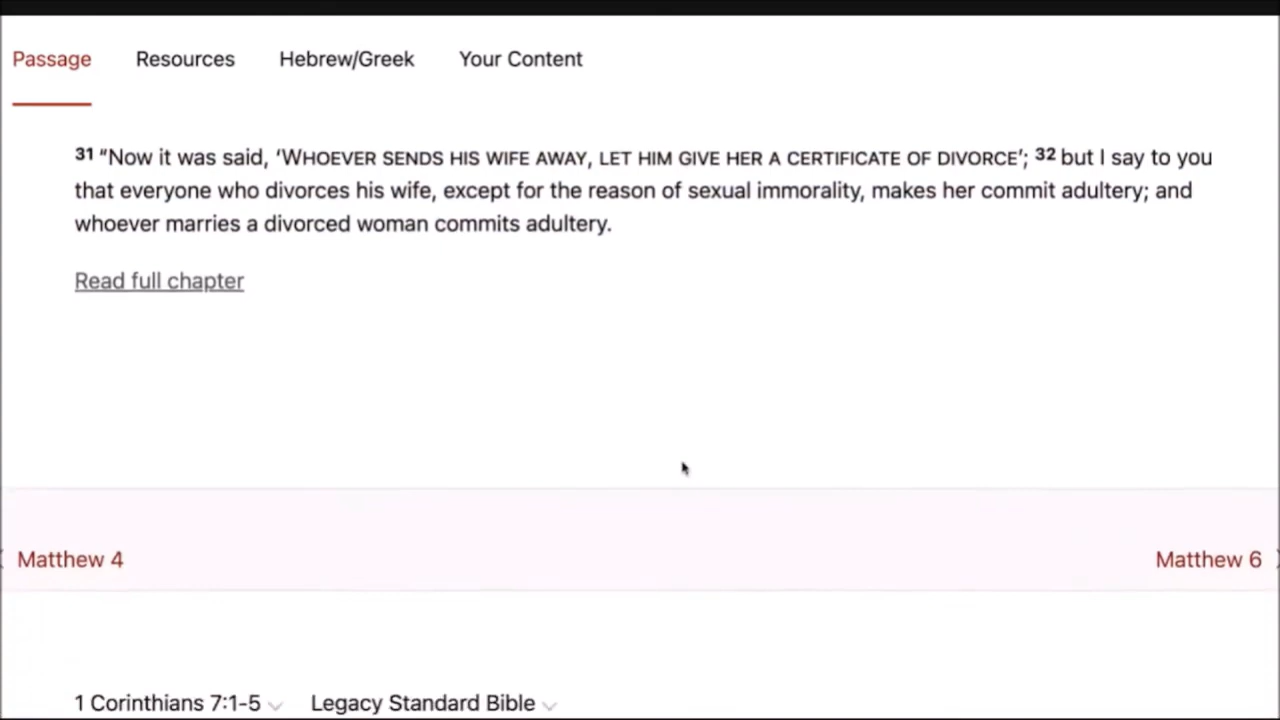 Passage Resources Hebrew/Greek Your Content
31 “Now it was said, ‘WHOEVER SENDS HIS WIFE AWAY, LET HIM GIVE HER A CERTIFICATE OF DIVORCE’; 32 but I say to you
that everyone who divorces his wife, except for the reason of sexual immorality, makes her commit adultery; and
whoever marries a divorced woman commits adultery.
Read full chapter
Matthew 4 Matthew 6
1 Corinthians 7:1-5 Legacy Standard Bible